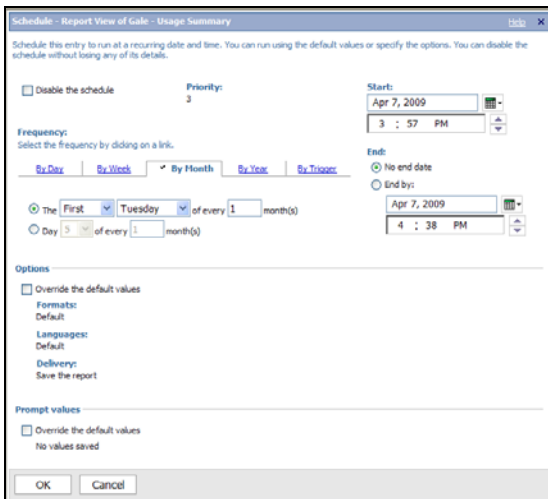 Schedule - Report View of Gale - Usage Summary Help
Schedule this entry to run at a recurring date and time. You can run using the default values or specify the options. You can disable the
schedule without losing any of its details.
Disable the schedule
Priority:
3
Start:
Apr 7, 2009
3 : 57 PM
Frequency:
Select the frequency by clicking on a link.
By Day By Week By Month By Year By Trigger
The First Tuesday of every 1 month(s)
Day 5 of every 1 month(s)
End:
No end date
End by:
Apr 7, 2009
4 : 38 PM
Options
Override the default values
Formats:
Default
Languages:
Default
Delivery:
Save the report
Prompt values
Override the default values
No values saved
OK Cancel